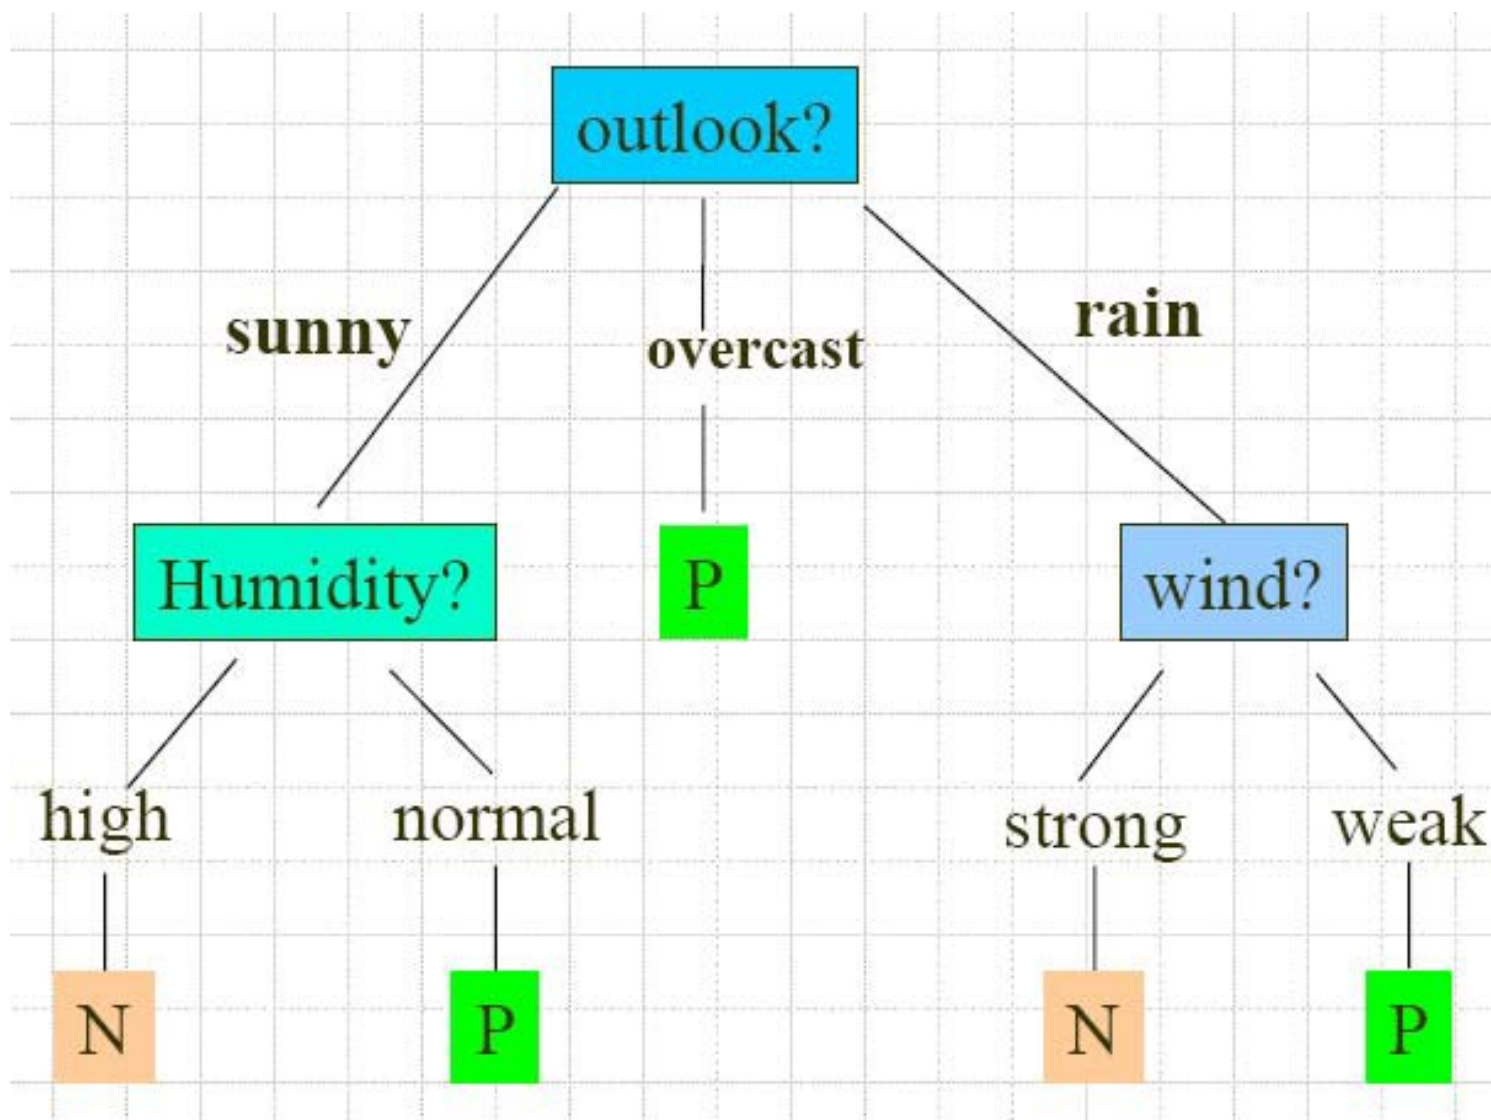 outlook?
sunny
overcast
rain
Humidity?
P
wind?
high
normal
strong
weak
N
P
N
P